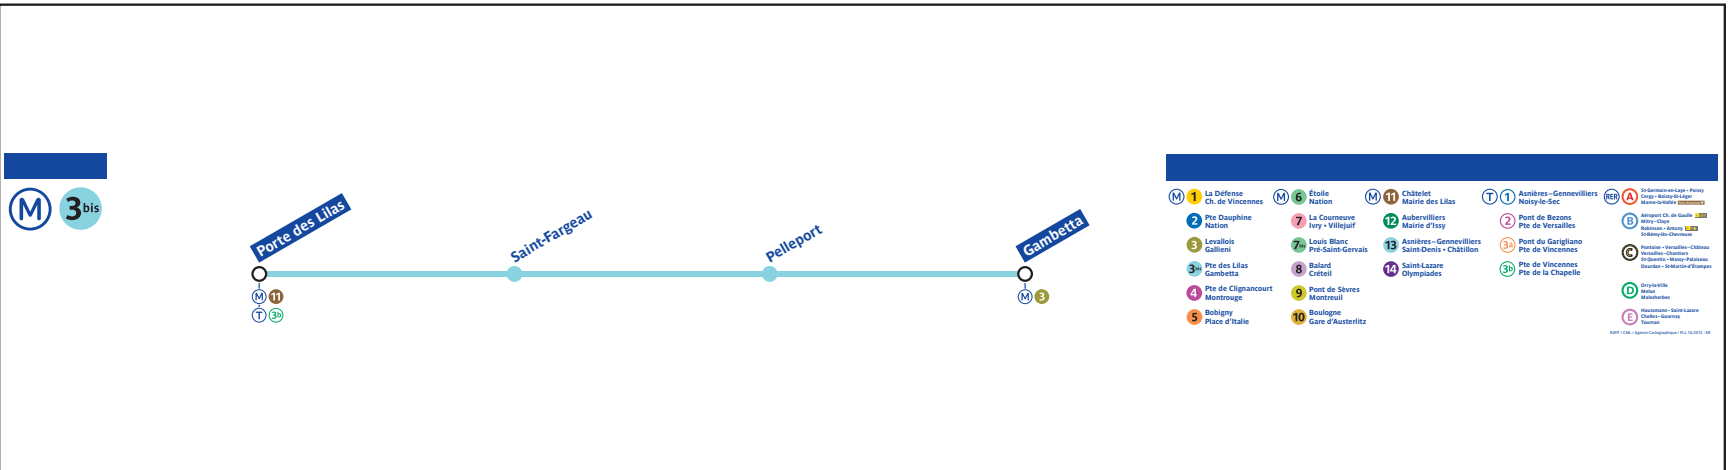 M 3bis
Porte des Lilas
Saint-Fargeau
Pelleport
Gambetta
M 11
T 3b
M 3
M 1 La Défense
Ch. de Vincennes
2 Pte Dauphine
Nation
3 Levallois
Gallieni
3bis Pte des Lilas
Gambetta
4 Pte de Clignancourt
Montrouge
5 Bobigny
Place d'Italie
M 6 Étoile
Nation
7 La Courneuve
Ivry • Villejuif
7bis Louis Blanc
Pré-Saint-Gervais
8 Balard
Créteil
9 Pont de Sèvres
Montreuil
10 Boulogne
Gare d'Austerlitz
M 11 Châtelet
Mairie des Lilas
12 Aubervilliers
Mairie d'Issy
13 Asnières–Gennevilliers
Saint-Denis • Châtillon
14 Saint-Lazare
Olympiades
T 1 Asnières–Gennevilliers
Noisy-le-Sec
2 Pont de Bezons
Pte de Versailles
3a Pont du Garigliano
Pte de Vincennes
3b Pte de Vincennes
Pte de la Chapelle
RER A St-Germain-en-Laye • Poissy
Cergy • Boissy-St-Léger
Marne-la-Vallée
B Aéroport Ch. de Gaulle
Mitry–Claye
Robinson • Antony
St-Rémy-lès-Chevreuse
C Pontoise • Versailles–Château
Versailles–Chantiers
St-Quentin • Massy–Palaiseau
Dourdan • St-Martin-d'Étampes
D Orry-la-Ville
Melun
Malesherbes
E Haussmann–Saint-Lazare
Chelles–Gournay
Tournan
RATP / CML / Agence Cartographique / PLL 10-2012 - ER